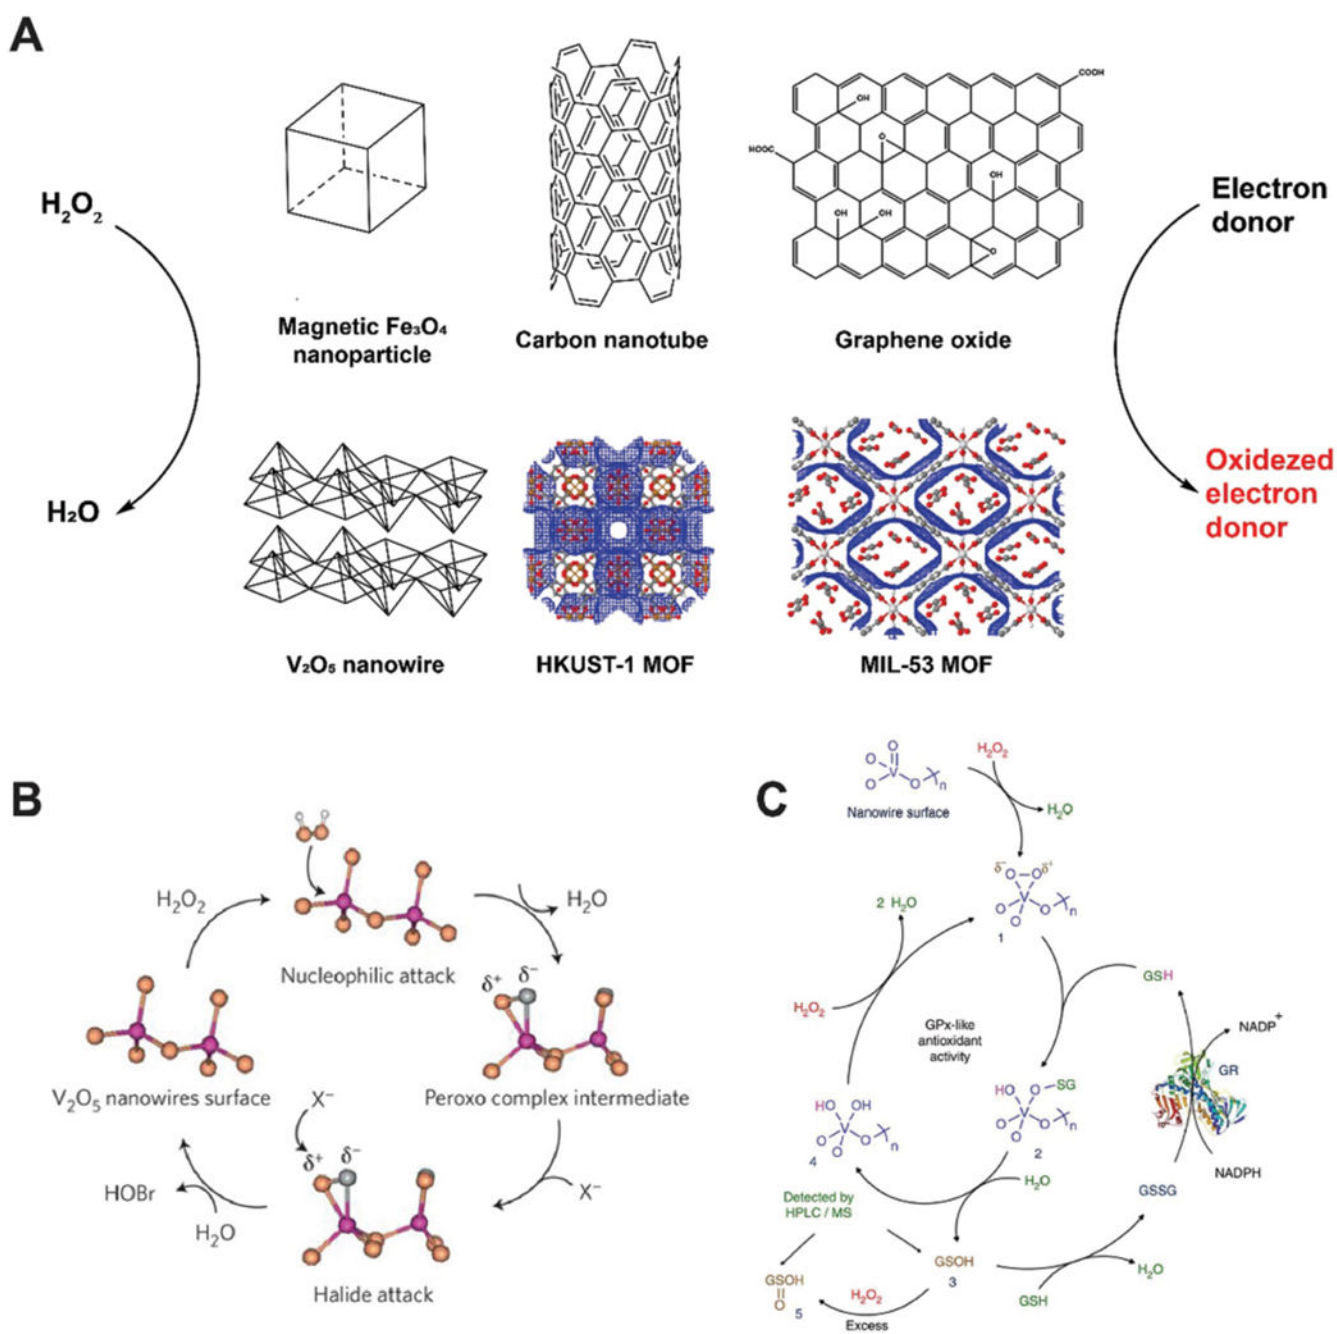 A
H₂O₂
COOH
OH
HOOC
O
OH
OH
OH
O
Electron
donor
Magnetic Fe₃O₄
nanoparticle
Carbon nanotube
Graphene oxide
H₂O
Oxidezed
electron
donor
V₂O₅ nanowire
HKUST-1 MOF
MIL-53 MOF
B
H₂O₂
H₂O
Nucleophilic attack
δ⁺ δ⁻
V₂O₅ nanowires surface
X⁻
Peroxo complex intermediate
δ⁺ δ⁻
HOBr
H₂O
X⁻
Halide attack
C
O
O
V
O
O
n
H₂O₂
Nanowire surface
H₂O
δ⁻ O O δ⁺
V
O
O
O
n
1
2 H₂O
GSH
H₂O₂
GPx-like
antioxidant
activity
NADP⁺
GR
HO O SG
V
O
O
O
n
2
HO OH
V
O
O
O
n
4
NADPH
H₂O
GSSG
Detected by
HPLC / MS
GSOH
3
H₂O
GSH
GSOH
O
5
H₂O₂
Excess